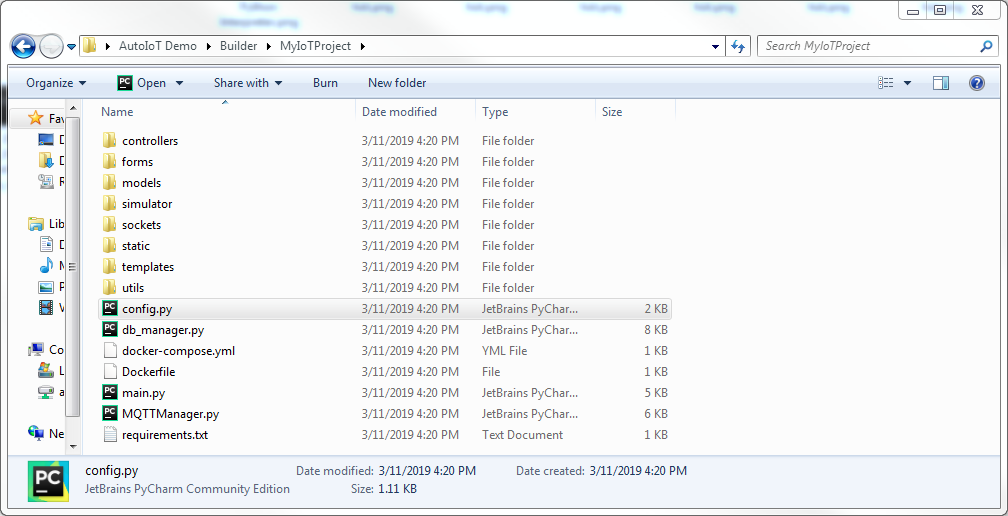 AutoIoT Demo Builder MyIoTProject Search MyIoTProject
Organize Open Share with Burn New folder
Name Date modified Type Size
controllers 3/11/2019 4:20 PM File folder
forms 3/11/2019 4:20 PM File folder
models 3/11/2019 4:20 PM File folder
simulator 3/11/2019 4:20 PM File folder
sockets 3/11/2019 4:20 PM File folder
static 3/11/2019 4:20 PM File folder
templates 3/11/2019 4:20 PM File folder
utils 3/11/2019 4:20 PM File folder
PC config.py 3/11/2019 4:20 PM JetBrains PyChar... 2 KB
PC db_manager.py 3/11/2019 4:20 PM JetBrains PyChar... 8 KB
docker-compose.yml 3/11/2019 4:20 PM YML File 1 KB
Dockerfile 3/11/2019 4:20 PM File 1 KB
PC main.py 3/11/2019 4:20 PM JetBrains PyChar... 5 KB
PC MQTTManager.py 3/11/2019 4:20 PM JetBrains PyChar... 6 KB
requirements.txt 3/11/2019 4:20 PM Text Document 1 KB
Fav
Lib
Co
Ne
PC
config.py Date modified: 3/11/2019 4:20 PM Date created: 3/11/2019 4:20 PM
JetBrains PyCharm Community Edition Size: 1.11 KB